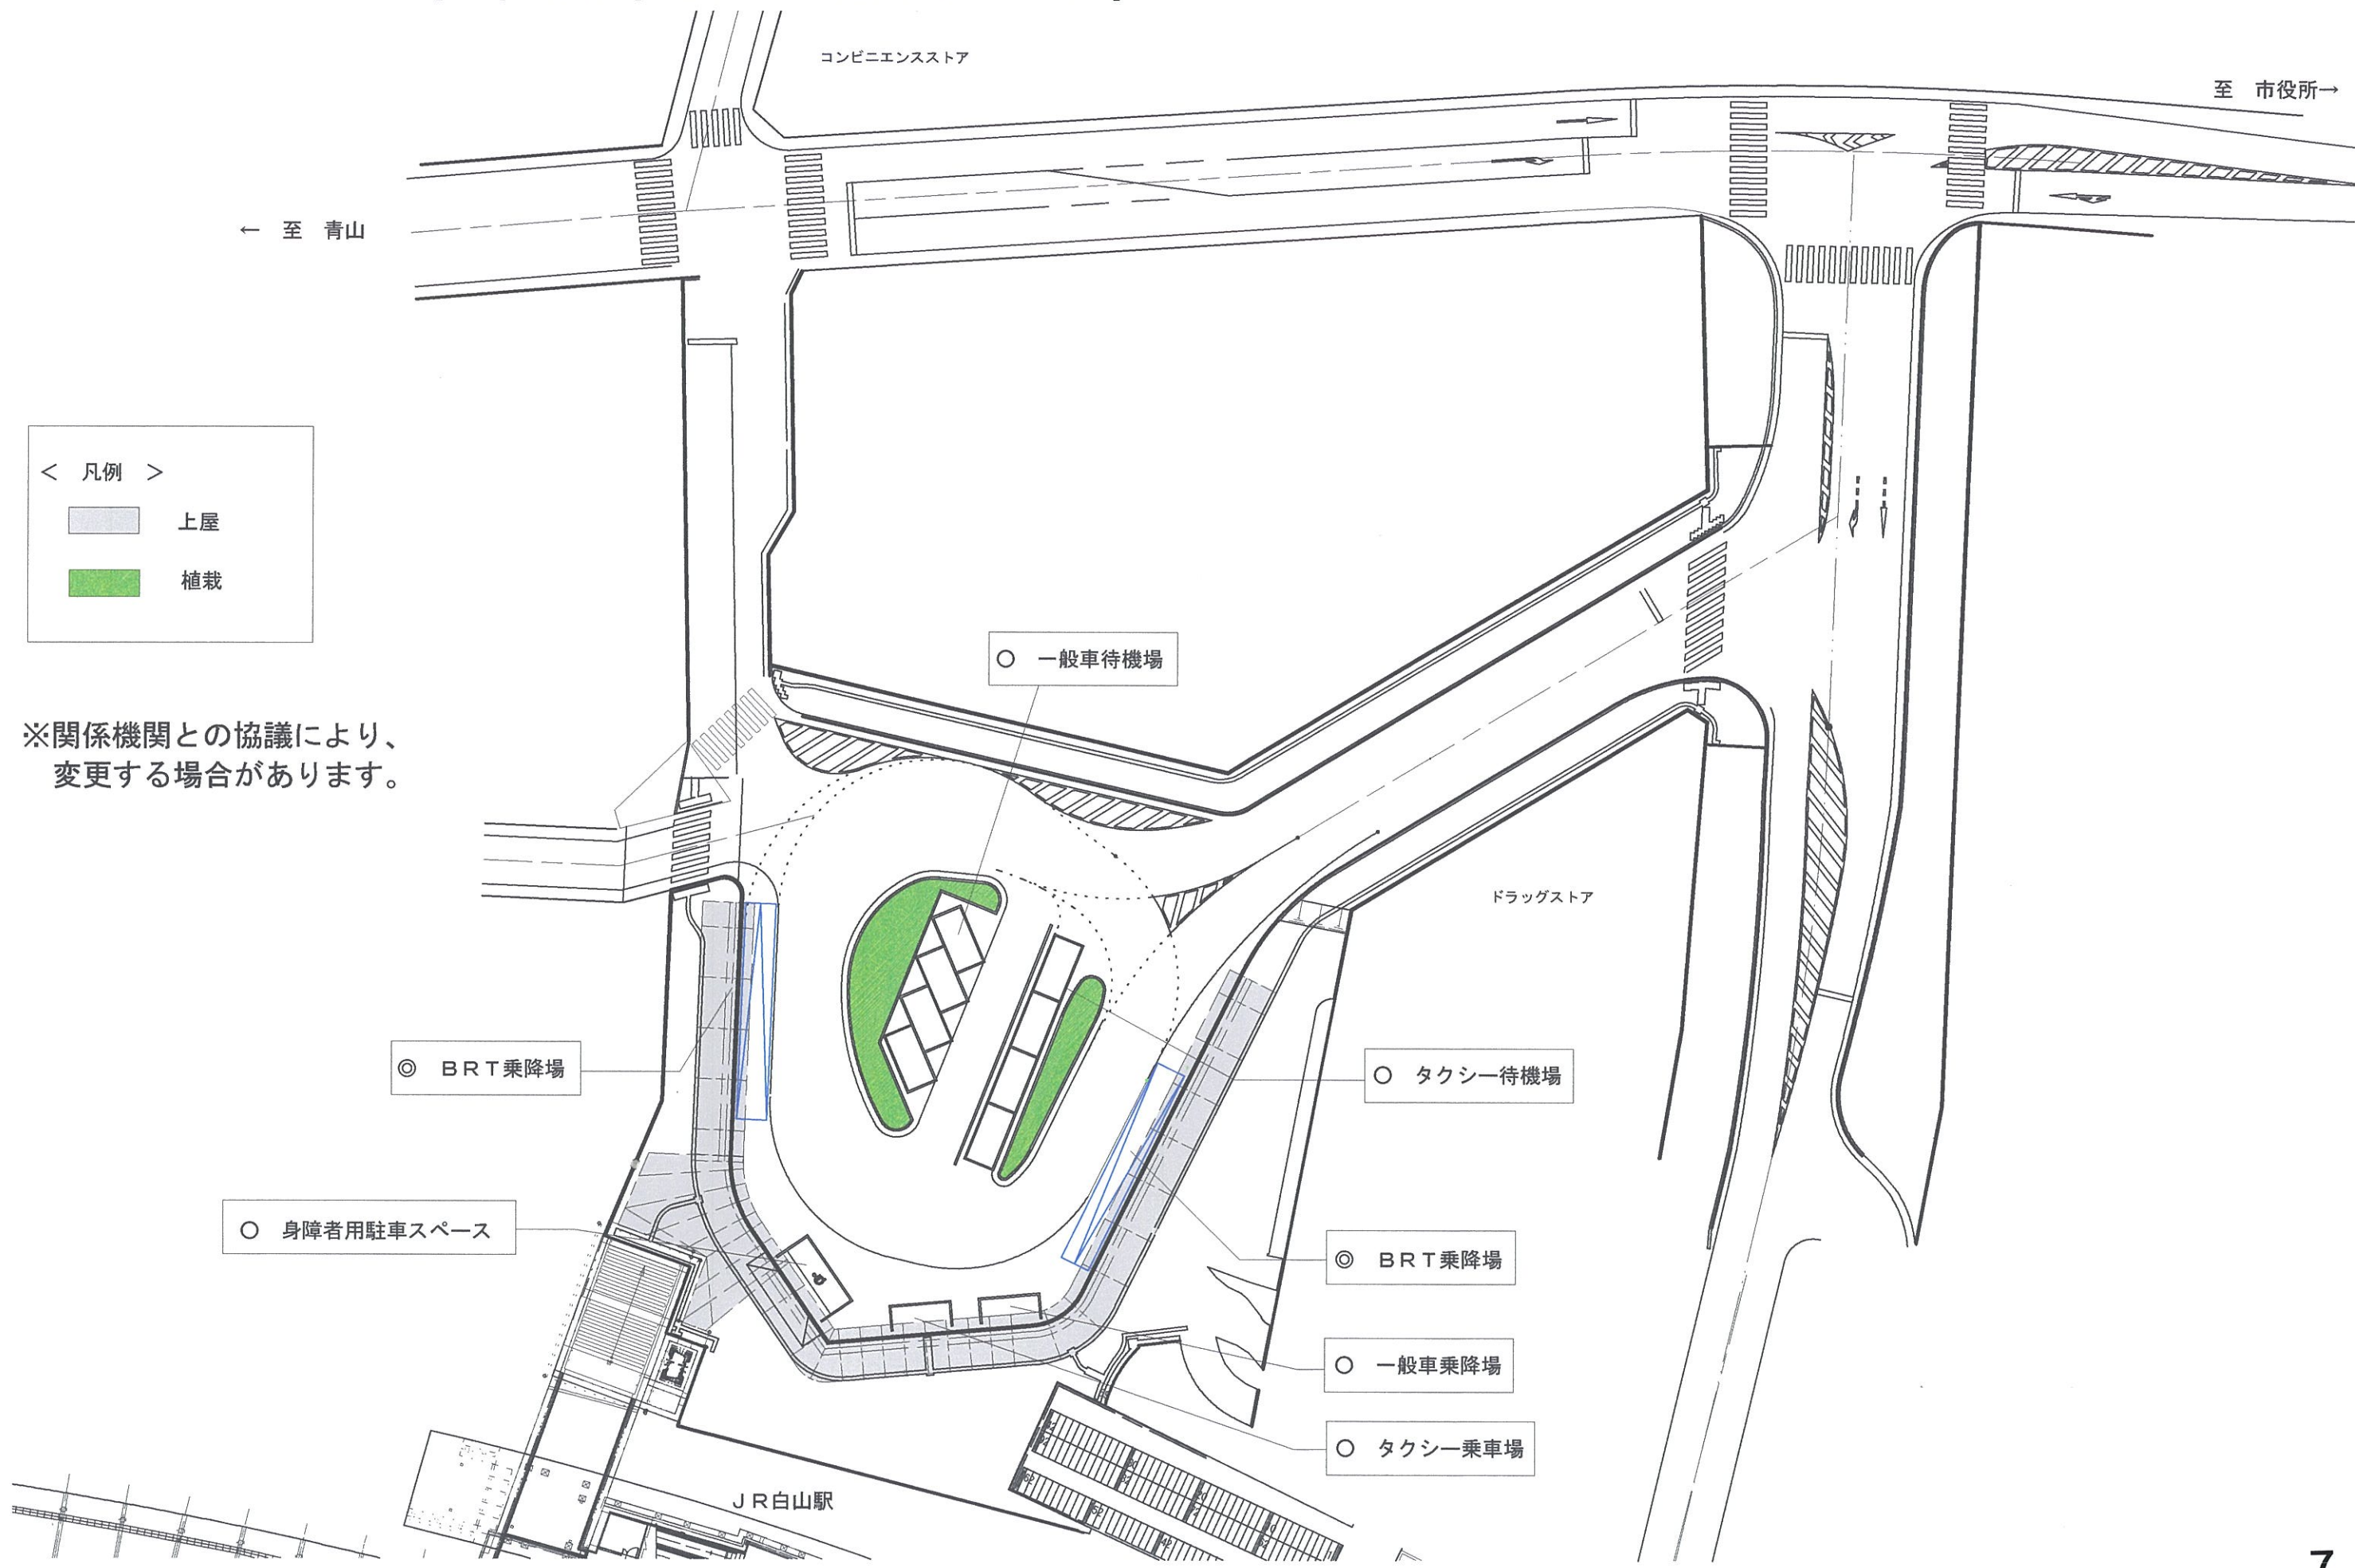 コンビニエンスストア
至　市役所→
←　至　青山
＜　凡例　＞
上屋
植栽
○　一般車待機場
※関係機関との協議により、
変更する場合があります。
ドラッグストア
◎　ＢＲＴ乗降場
○　タクシー待機場
○　身障者用駐車スペース
◎　ＢＲＴ乗降場
○　一般車乗降場
○　タクシー乗車場
ＪＲ白山駅
7